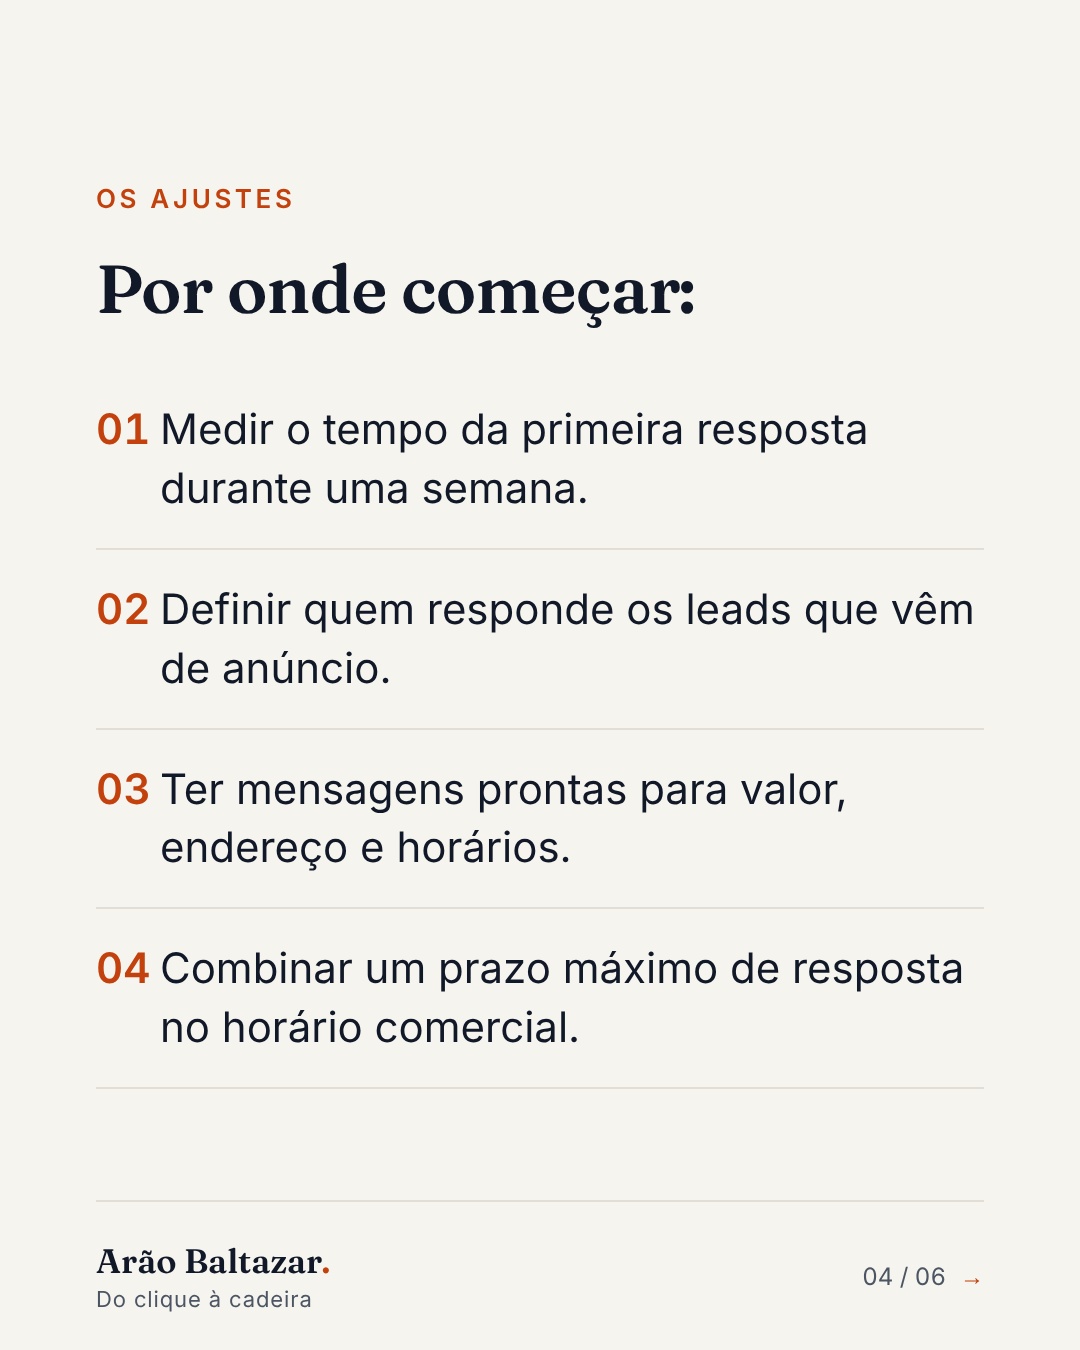 OS AJUSTES
Por onde começar:
01 Medir o tempo da primeira resposta
durante uma semana.
02 Definir quem responde os leads que vêm
de anúncio.
03 Ter mensagens prontas para valor,
endereço e horários.
04 Combinar um prazo máximo de resposta
no horário comercial.
Arão Baltazar.
Do clique à cadeira
04 / 06 →